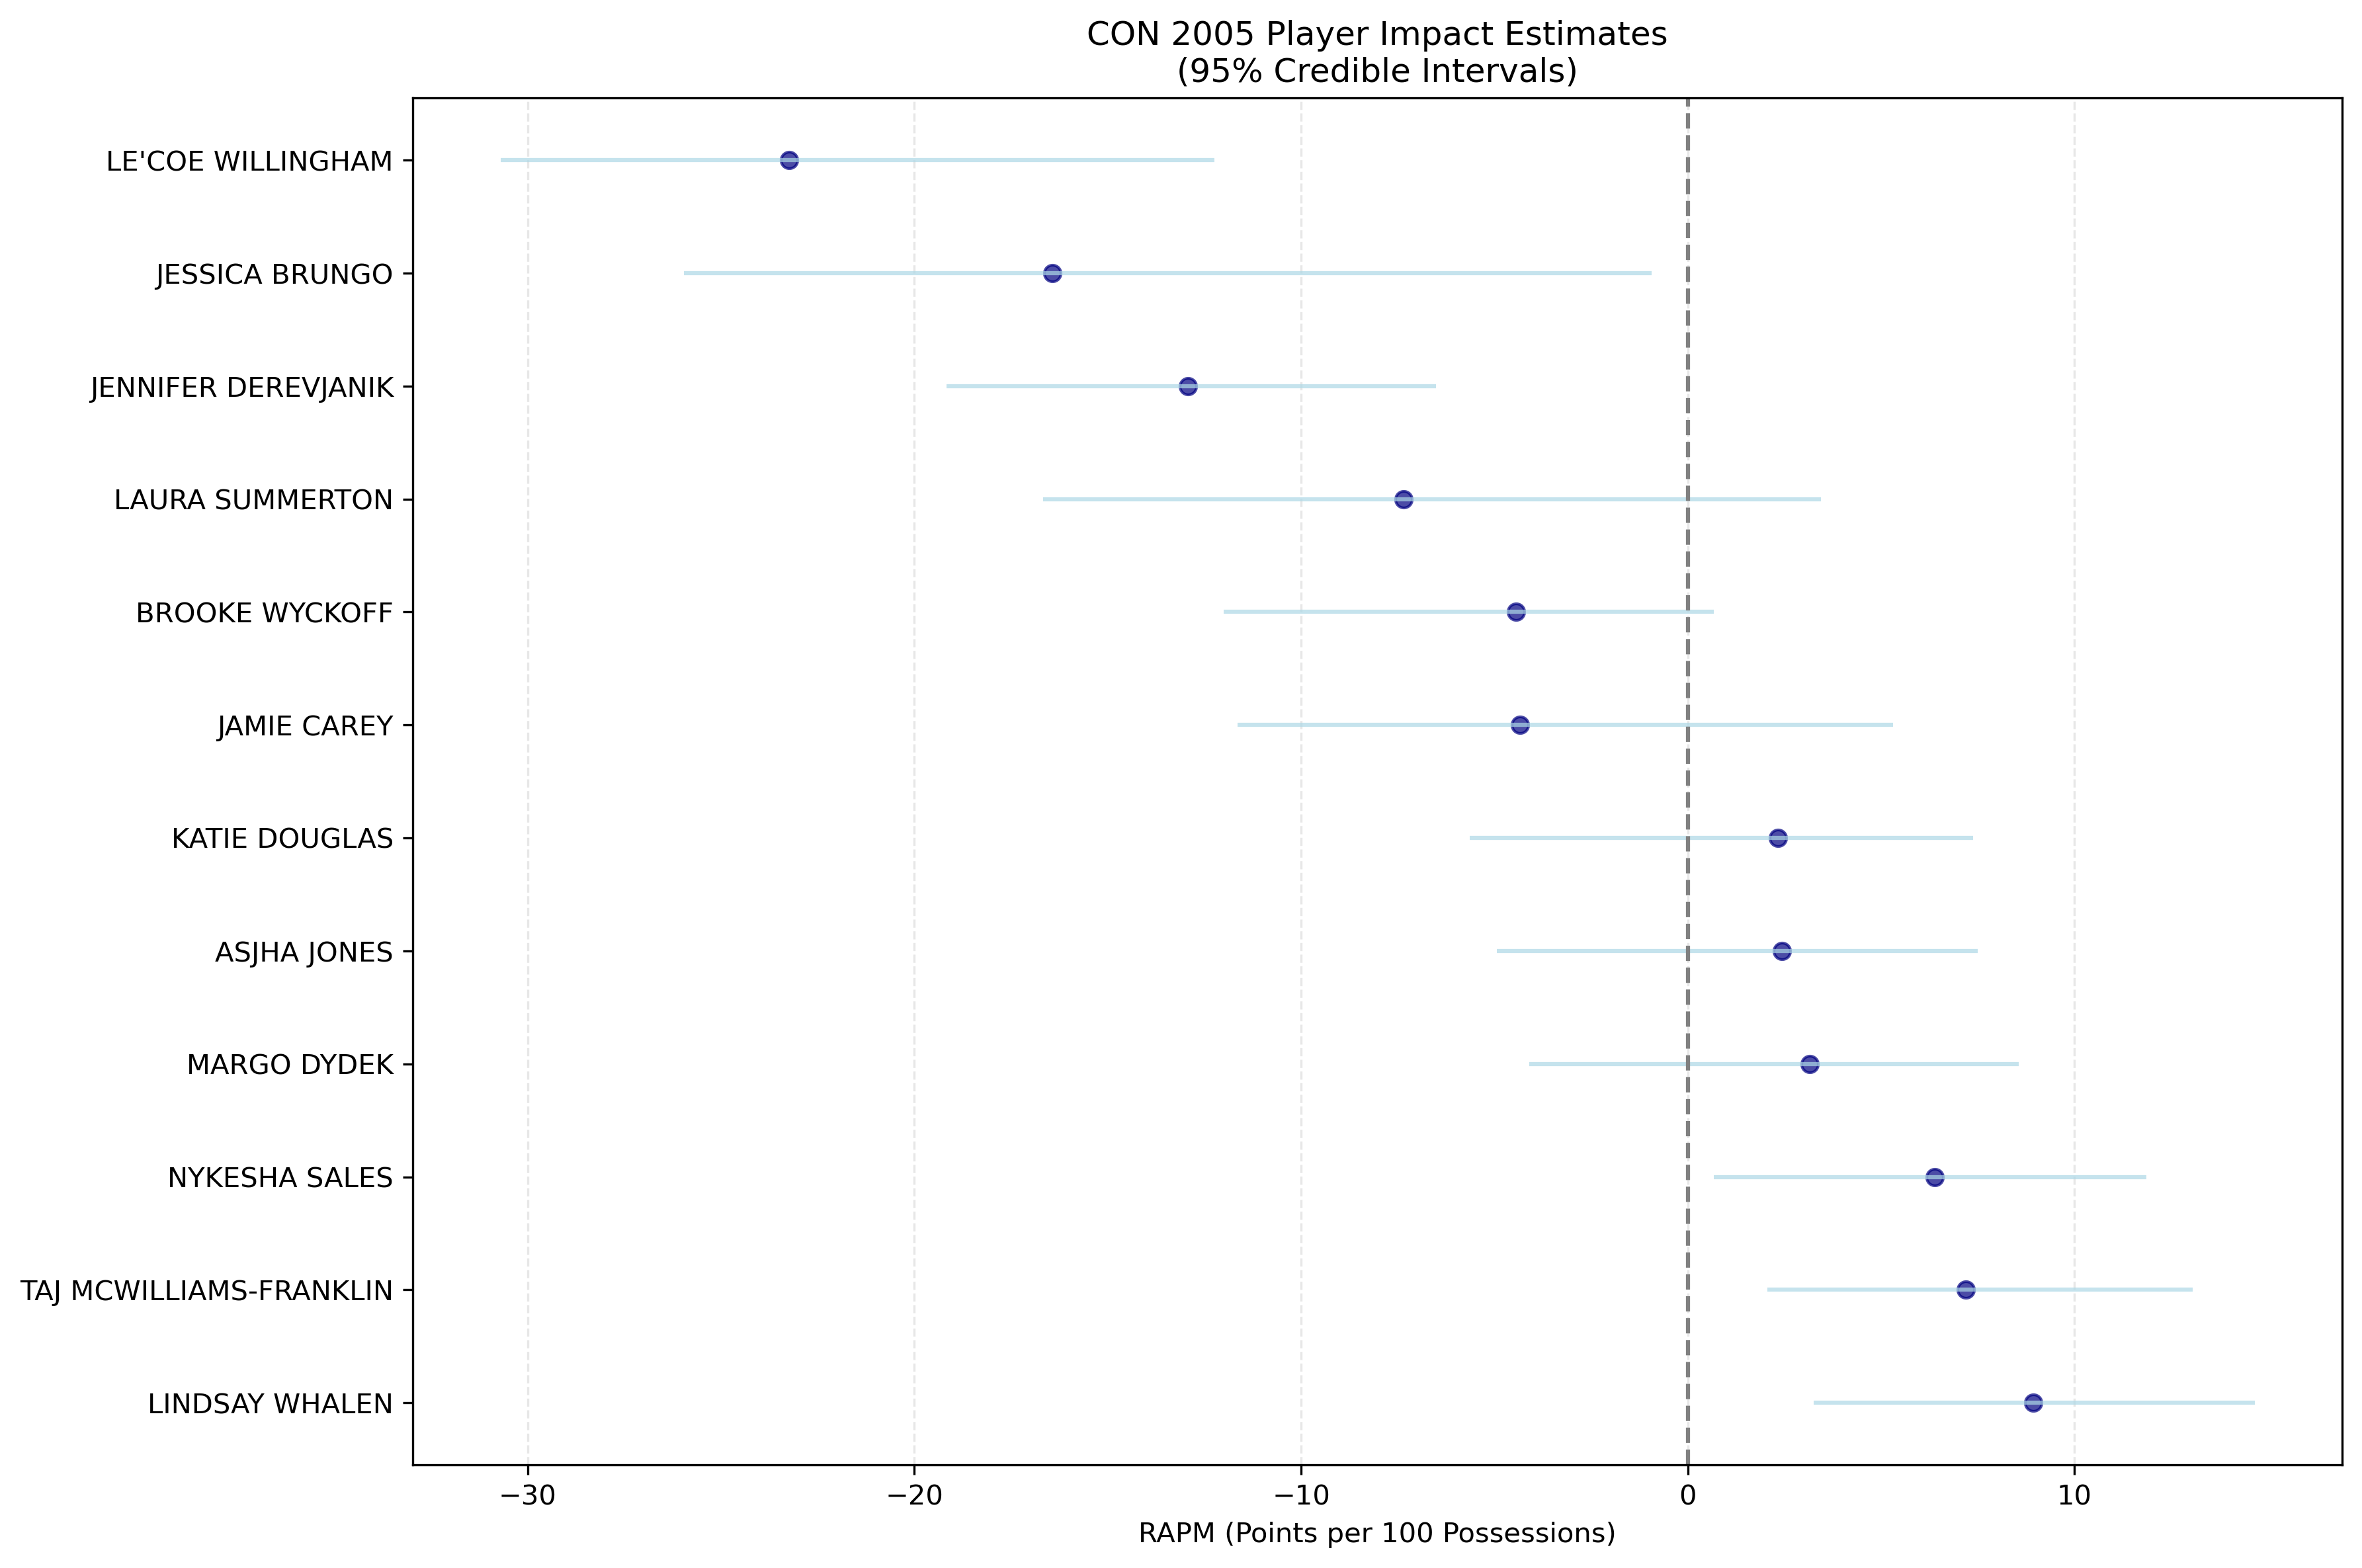 CON 2005 Player Impact Estimates
(95% Credible Intervals)
LE'COE WILLINGHAM
JESSICA BRUNGO
JENNIFER DEREVJANIK
LAURA SUMMERTON
BROOKE WYCKOFF
JAMIE CAREY
KATIE DOUGLAS
ASJHA JONES
MARGO DYDEK
NYKESHA SALES
TAJ MCWILLIAMS-FRANKLIN
LINDSAY WHALEN
−30 −20 −10 0 10
RAPM (Points per 100 Possessions)